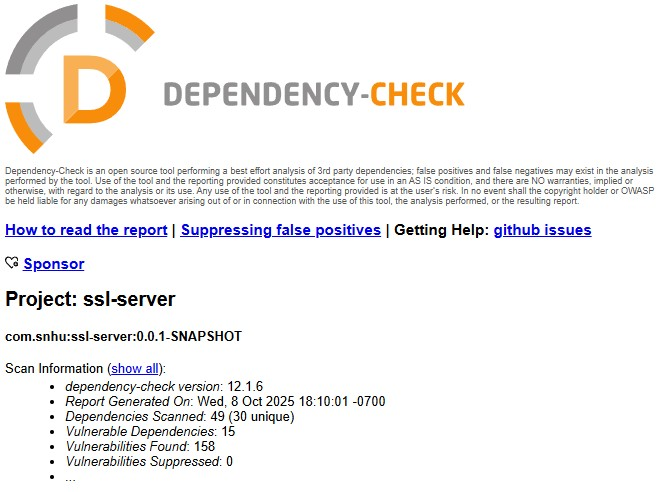 D DEPENDENCY-CHECK
Dependency-Check is an open source tool performing a best effort analysis of 3rd party dependencies; false positives and false negatives may exist in the analysis
performed by the tool. Use of the tool and the reporting provided constitutes acceptance for use in an AS IS condition, and there are NO warranties, implied or
otherwise, with regard to the analysis or its use. Any use of the tool and the reporting provided is at the user's risk. In no event shall the copyright holder or OWASP
be held liable for any damages whatsoever arising out of or in connection with the use of this tool, the analysis performed, or the resulting report.
How to read the report | Suppressing false positives | Getting Help: github issues
Sponsor
Project: ssl-server
com.snhu:ssl-server:0.0.1-SNAPSHOT
Scan Information (show all):
• dependency-check version: 12.1.6
• Report Generated On: Wed, 8 Oct 2025 18:10:01 -0700
• Dependencies Scanned: 49 (30 unique)
• Vulnerable Dependencies: 15
• Vulnerabilities Found: 158
• Vulnerabilities Suppressed: 0
• ...